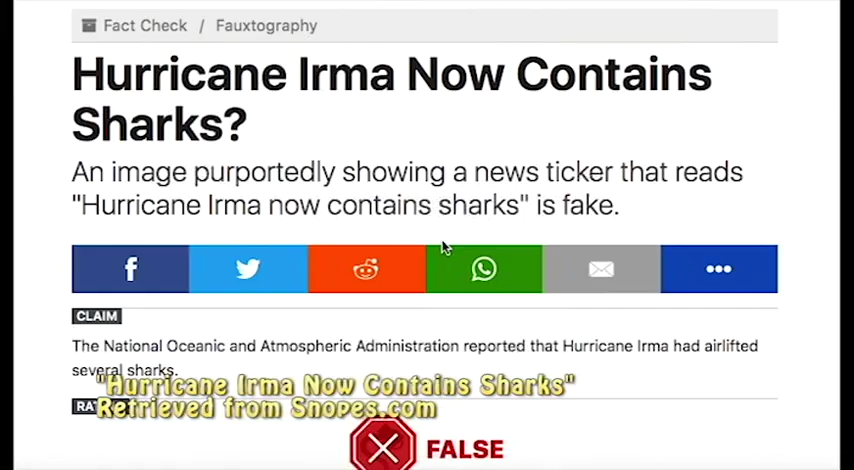 Fact Check / Fauxtography
Hurricane Irma Now Contains
Sharks?
An image purportedly showing a news ticker that reads
"Hurricane Irma now contains sharks" is fake.
CLAIM
The National Oceanic and Atmospheric Administration reported that Hurricane Irma had airlifted
several sharks.
"Hurricane Irma Now Contains Sharks"
Retrieved from Snopes.com
FALSE